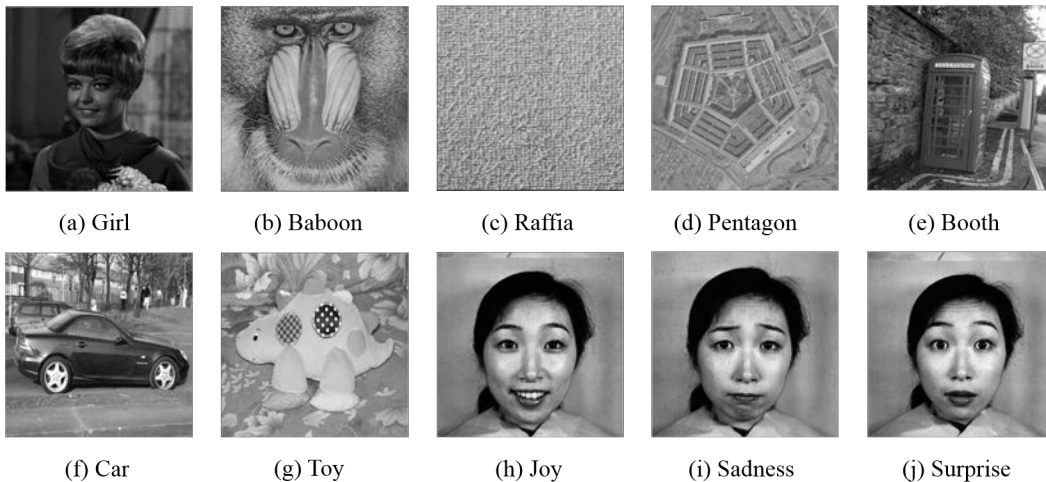 (a) Girl
(b) Baboon
(c) Raffia
(d) Pentagon
(e) Booth
(f) Car
(g) Toy
(h) Joy
(i) Sadness
(j) Surprise